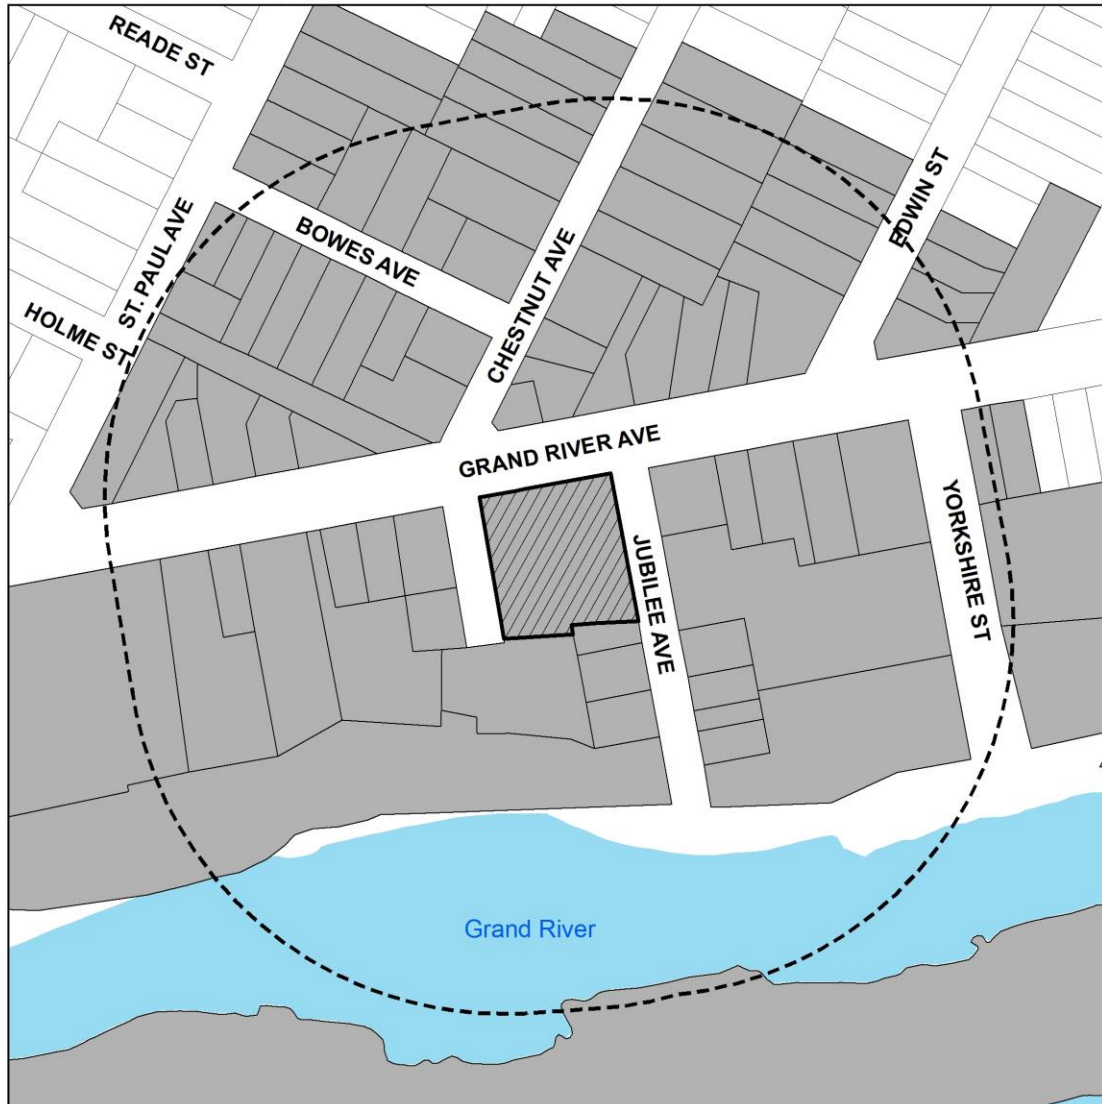 READE ST
EDWIN ST
ST. PAUL AVE
BOWES AVE
CHESTNUT AVE
HOLME ST
GRAND RIVER AVE
YORKSHIRE ST
JUBILEE AVE
Grand River